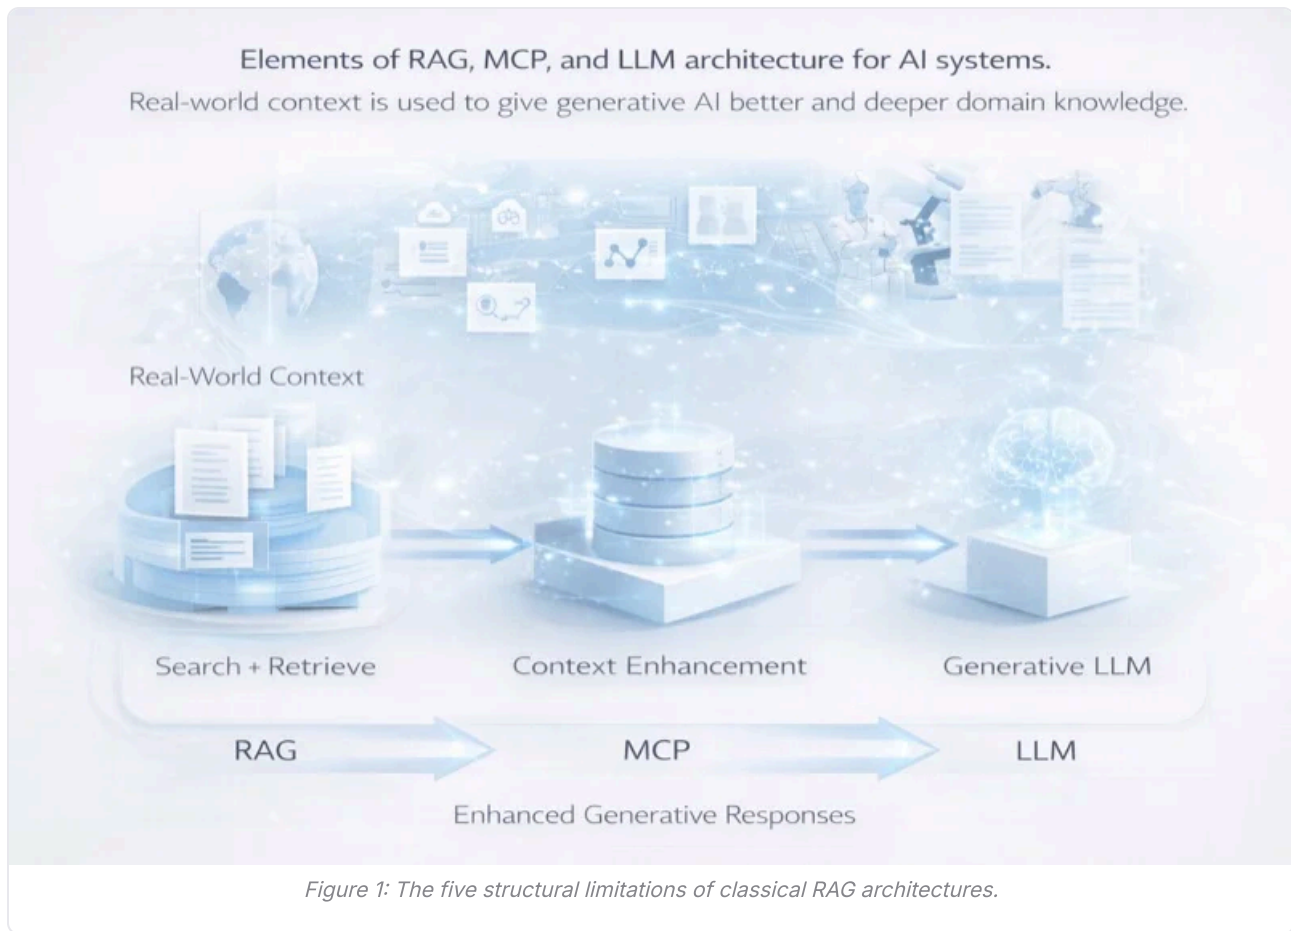 Elements of RAG, MCP, and LLM architecture for AI systems.
Real-world context is used to give generative AI better and deeper domain knowledge.
Real-World Context
Search + Retrieve
Context Enhancement
Generative LLM
RAG
MCP
LLM
Enhanced Generative Responses
Figure 1: The five structural limitations of classical RAG architectures.